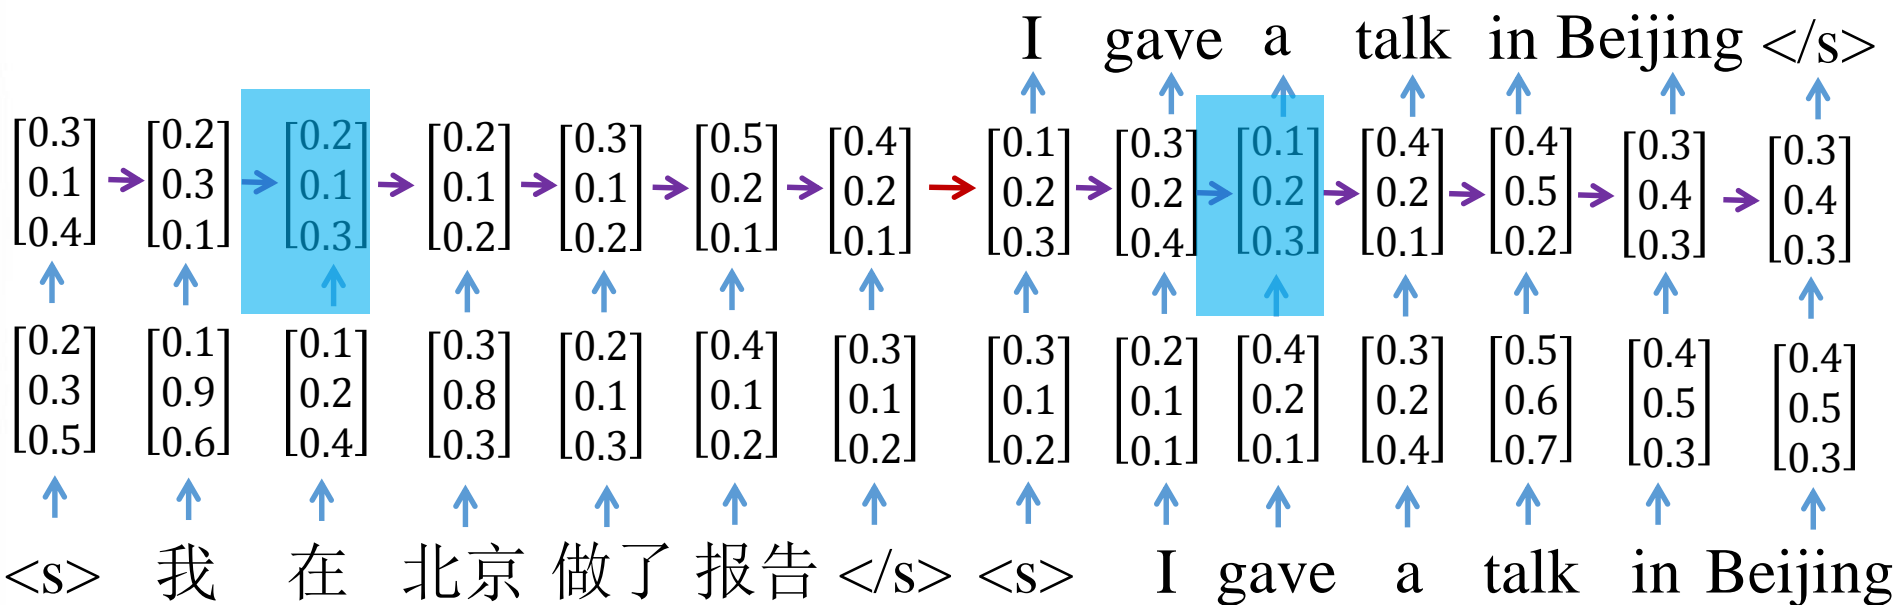 I gave a talk in Beijing </s>
[0.3 [0.2 [0.2 [0.2 [0.3 [0.5 [0.4 [0.1 [0.3 [0.1 [0.4 [0.4 [0.3 [0.3
0.1 0.3 0.1 0.1 0.1 0.2 0.2 0.2 0.2 0.2 0.2 0.5 0.4 0.4
0.4] 0.1] 0.3] 0.2] 0.2] 0.1] 0.1] 0.3] 0.4] 0.3] 0.1] 0.2] 0.3] 0.3]
[0.2 [0.1 [0.1 [0.3 [0.2 [0.4 [0.3 [0.3 [0.2 [0.4 [0.3 [0.5 [0.4 [0.4
0.3 0.9 0.2 0.8 0.1 0.1 0.1 0.1 0.1 0.2 0.2 0.6 0.5 0.5
0.5] 0.6] 0.4] 0.3] 0.3] 0.2] 0.2] 0.2] 0.1] 0.1] 0.4] 0.7] 0.3] 0.3]
<s> 我 在 北京 做了 报告 </s> <s> I gave a talk in Beijing